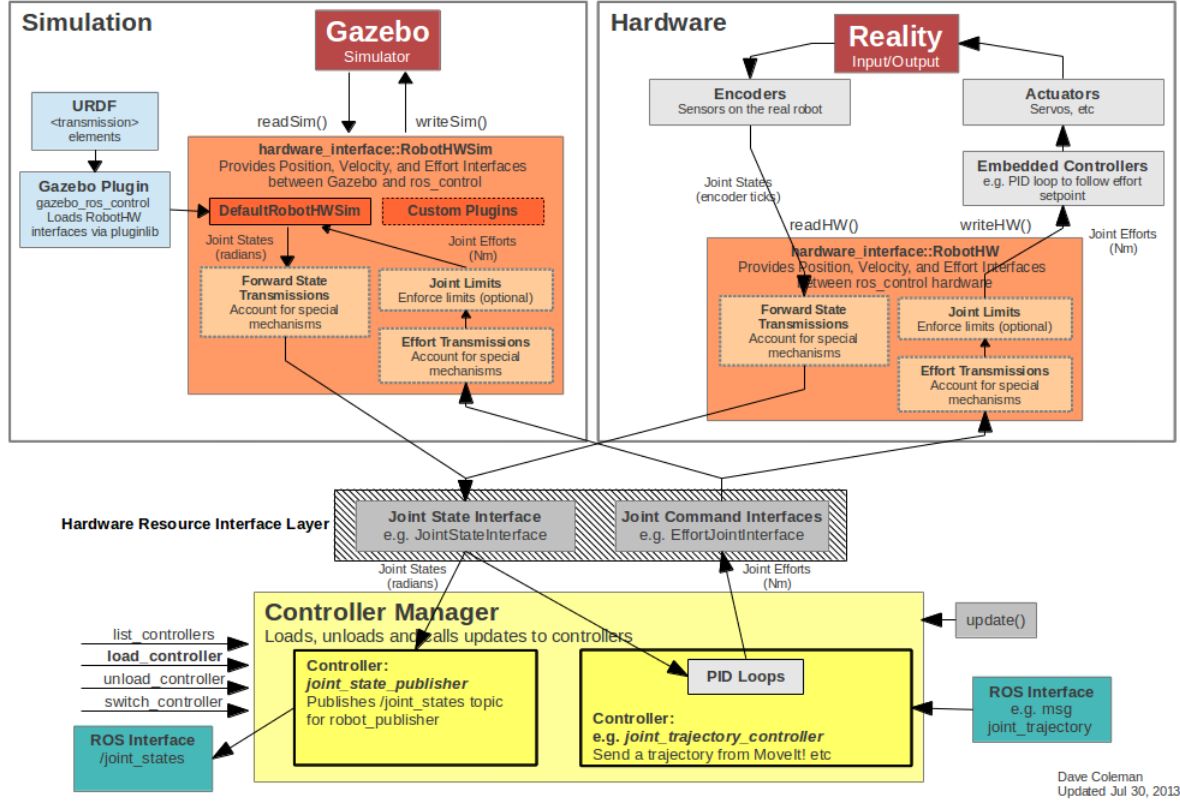 Simulation
Gazebo
Simulator
URDF
<transmission>
elements
readSim()
writeSim()
Gazebo Plugin
gazebo_ros_control
Loads RobotHW
interfaces via pluginlib
hardware_interface::RobotHWSim
Provides Position, Velocity, and Effort Interfaces
between Gazebo and ros_control
DefaultRobotHWSim
Custom Plugins
Joint States
(radians)
Joint Efforts
(Nm)
Forward State
Transmissions
Account for special
mechanisms
Joint Limits
Enforce limits (optional)
Effort Transmissions
Account for special
mechanisms
Hardware
Reality
Input/Output
Encoders
Sensors on the real robot
Actuators
Servos, etc
Embedded Controllers
e.g. PID loop to follow effort
setpoint
Joint States
(encoder ticks)
readHW()
writeHW()
Joint Efforts
(Nm)
hardware_interface::RobotHW
Provides Position, Velocity, and Effort Interfaces
between ros_control hardware
Forward State
Transmissions
Account for special
mechanisms
Joint Limits
Enforce limits (optional)
Effort Transmissions
Account for special
mechanisms
Hardware Resource Interface Layer
Joint State Interface
e.g. JointStateInterface
Joint Command Interfaces
e.g. EffortJointInterface
Joint States
(radians)
Joint Efforts
(Nm)
Controller Manager
Loads, unloads and calls updates to controllers
update()
list_controllers
load_controller
unload_controller
switch_controller
Controller:
joint_state_publisher
Publishes /joint_states topic
for robot_publisher
PID Loops
Controller:
e.g. joint_trajectory_controller
Send a trajectory from MoveIt! etc
ROS Interface
e.g. msg
joint_trajectory
ROS Interface
/joint_states
Dave Coleman
Updated Jul 30, 2013